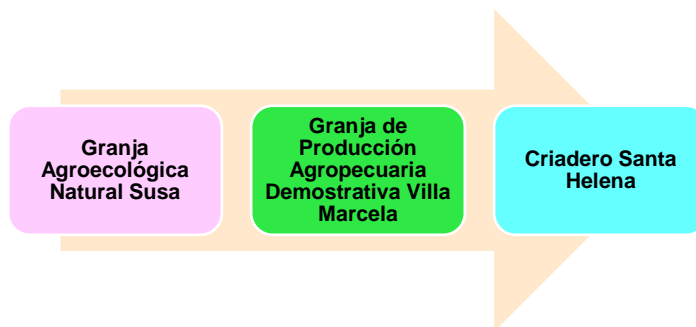 Granja
Agroecológica
Natural Susa
Granja de
Producción
Agropecuaria
Demostrativa Villa
Marcela
Criadero Santa
Helena